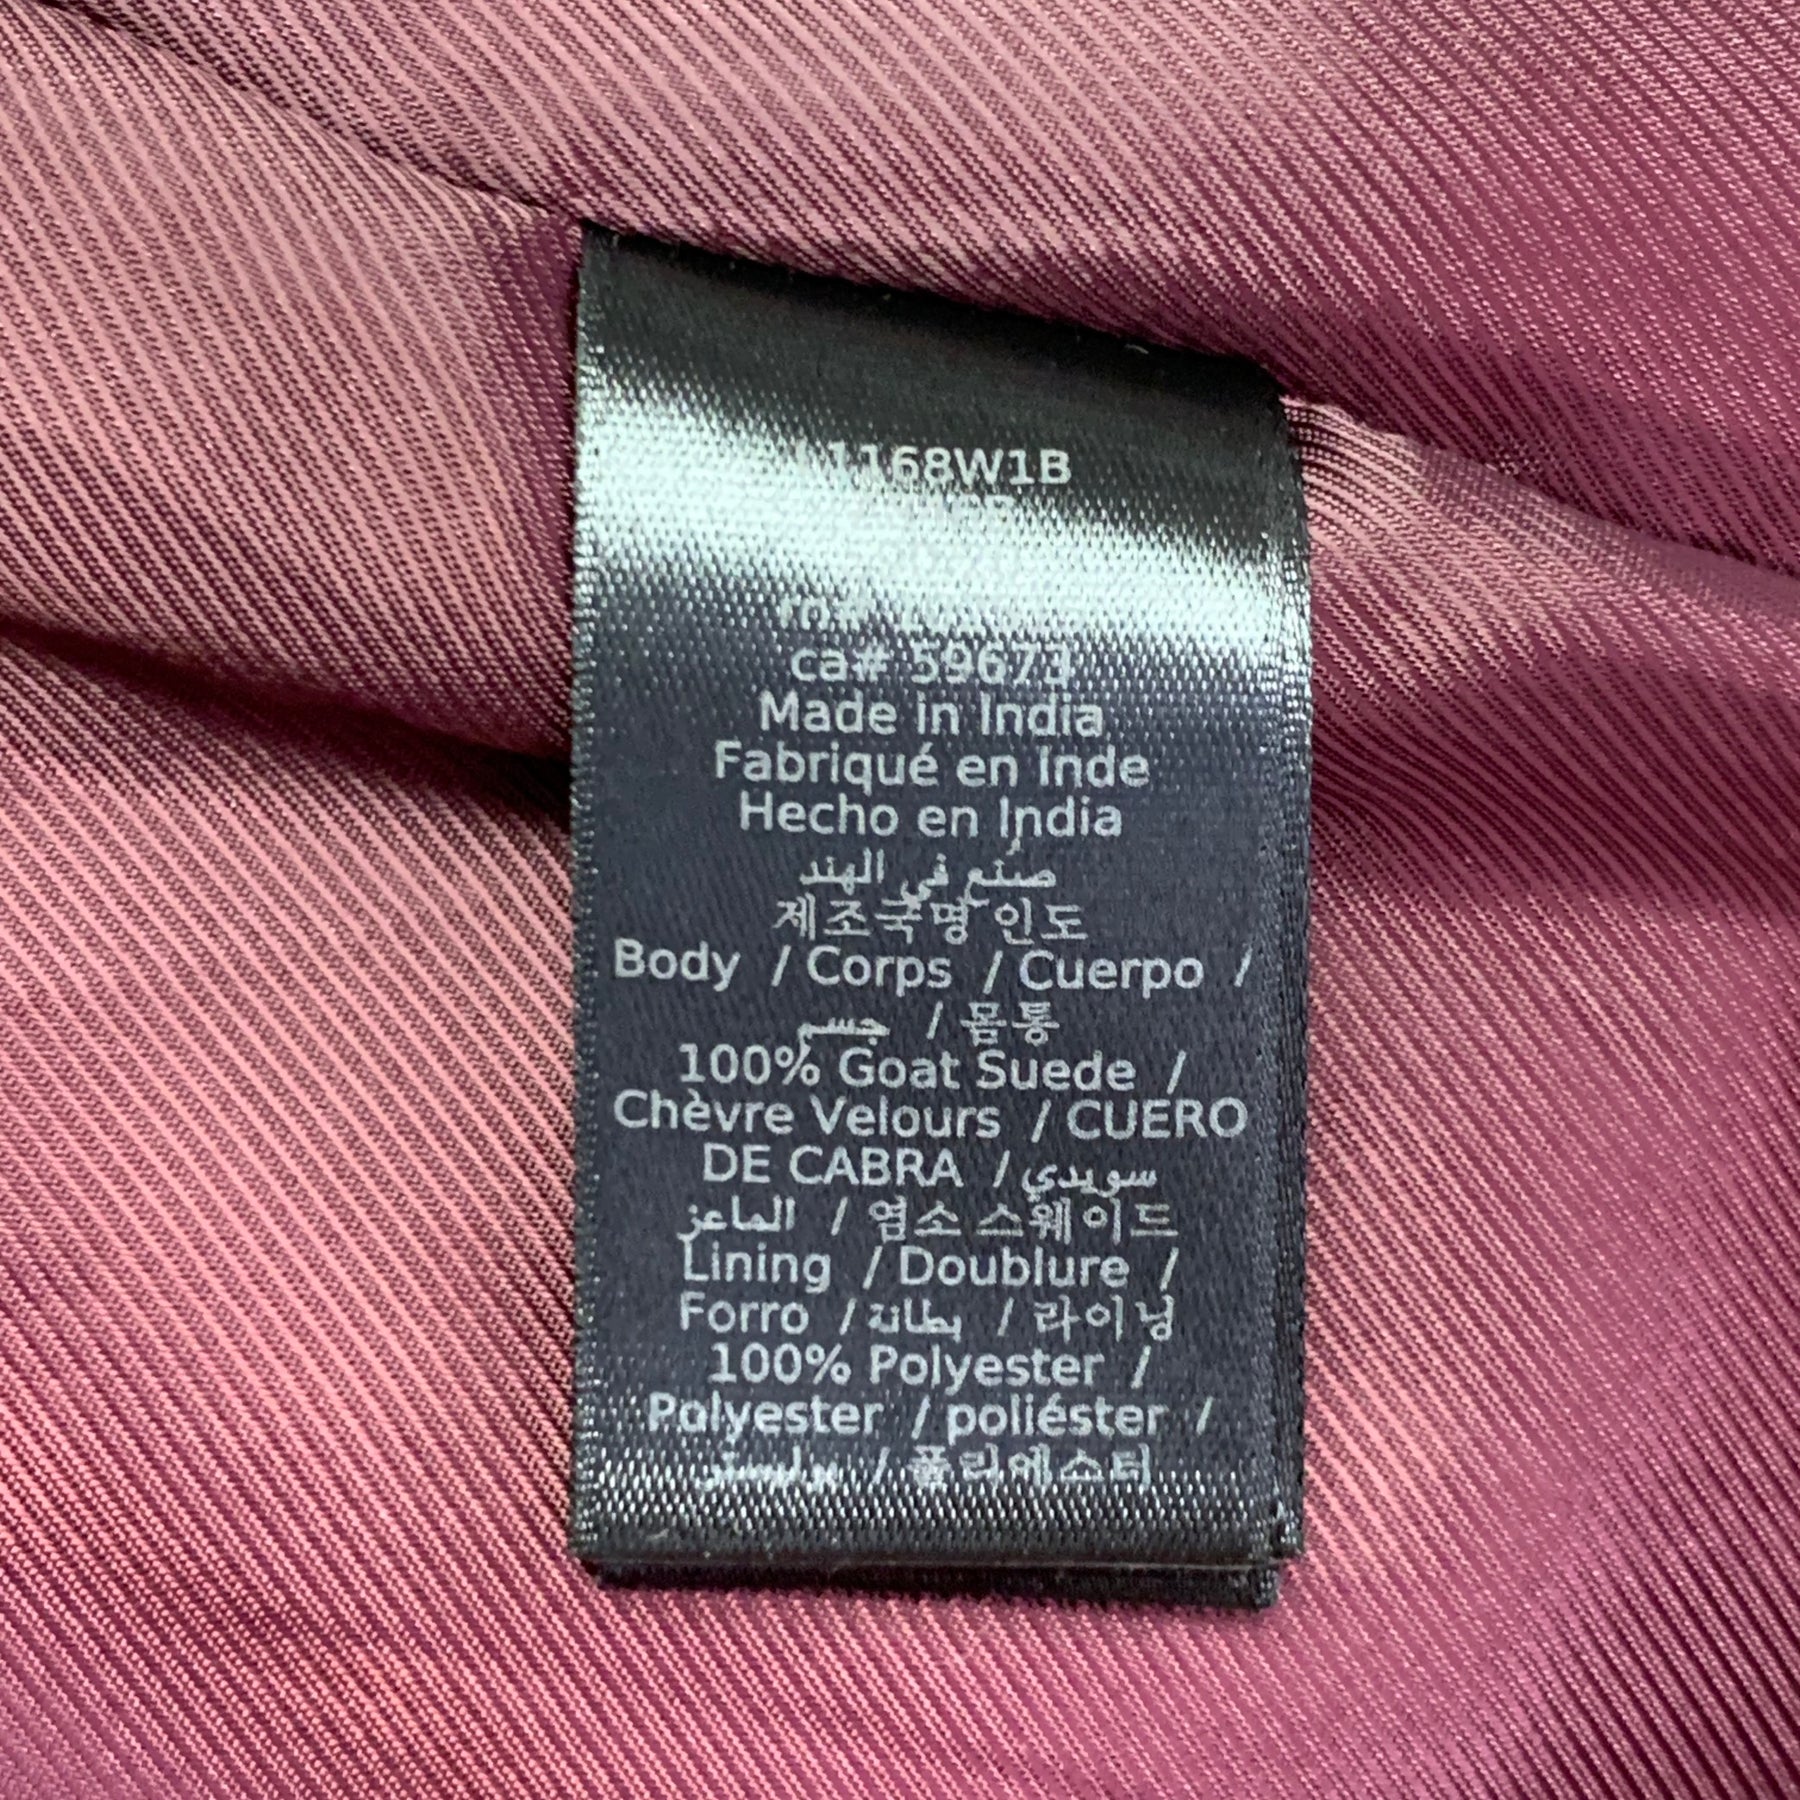 1168W1B
ca# 59673
Made in India
Fabriqué en Inde
Hecho en India
صنع في الهند
제조국명 인도
Body / Corps / Cuerpo /
جسم / 몸통
100% Goat Suede /
Chèvre Velours / CUERO
DE CABRA / سويدي
الماعز / 염소 스웨이드
Lining / Doublure /
Forro / بطانة / 라이닝
100% Polyester /
Polyester / poliéster /
بوليستر / 폴리에스터